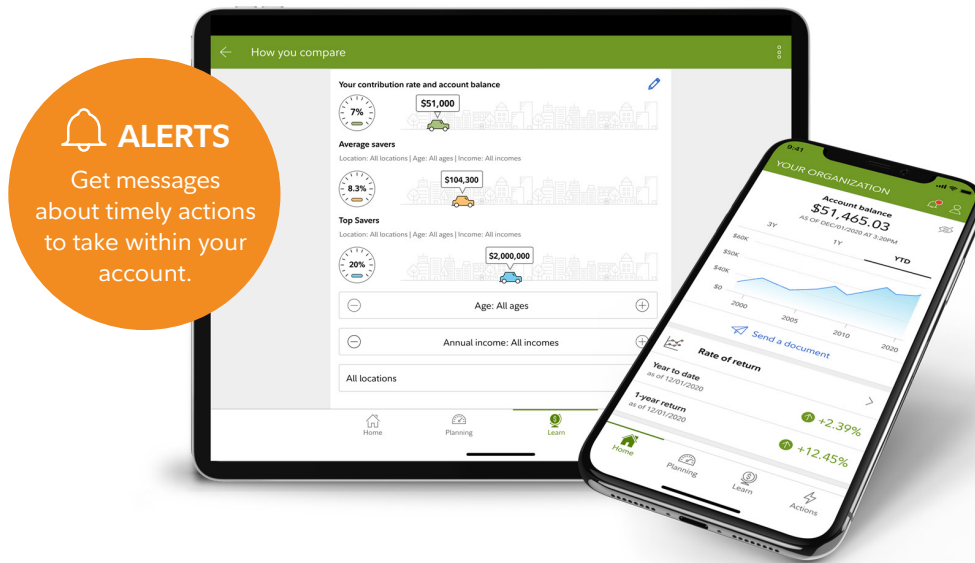 ALERTS
Get messages
about timely actions
to take within your
account.
How you compare
Your contribution rate and account balance
7%
$51,000
Average savers
Location: All locations | Age: All ages | Income: All incomes
8.3%
$104,300
Top Savers
Location: All locations | Age: All ages | Income: All incomes
20%
$2,000,000
Age: All ages
Annual income: All incomes
All locations
Home Planning Learn
9:41
YOUR ORGANIZATION
Account balance
$51,465.03
AS OF DEC/01/2020 AT 3:20PM
3Y 1Y YTD
$60K
$50K
$40K
$0
2000 2005 2010 2020
Send a document
Rate of return
Year to date
as of 12/01/2020
+2.39%
1-year return
as of 12/01/2020
+12.45%
Home Planning Learn Actions